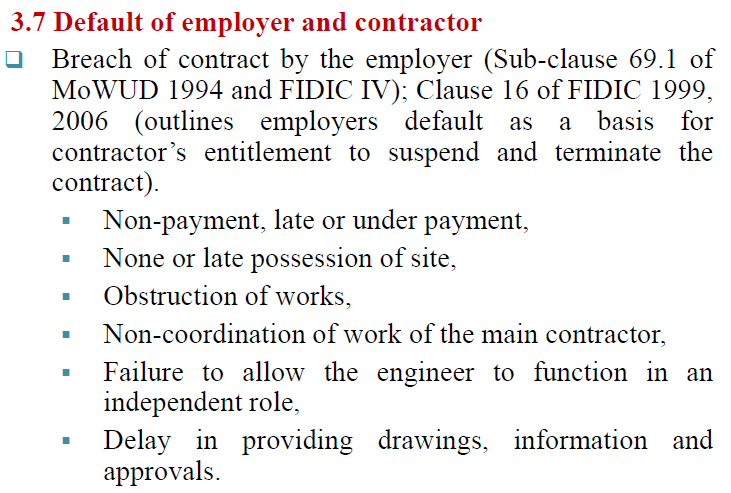 3.7 Default of employer and contractor
❑ Breach of contract by the employer (Sub-clause 69.1 of
MoWUD 1994 and FIDIC IV); Clause 16 of FIDIC 1999,
2006 (outlines employers default as a basis for
contractor’s entitlement to suspend and terminate the
contract).
▪ Non-payment, late or under payment,
▪ None or late possession of site,
▪ Obstruction of works,
▪ Non-coordination of work of the main contractor,
▪ Failure to allow the engineer to function in an
independent role,
▪ Delay in providing drawings, information and
approvals.